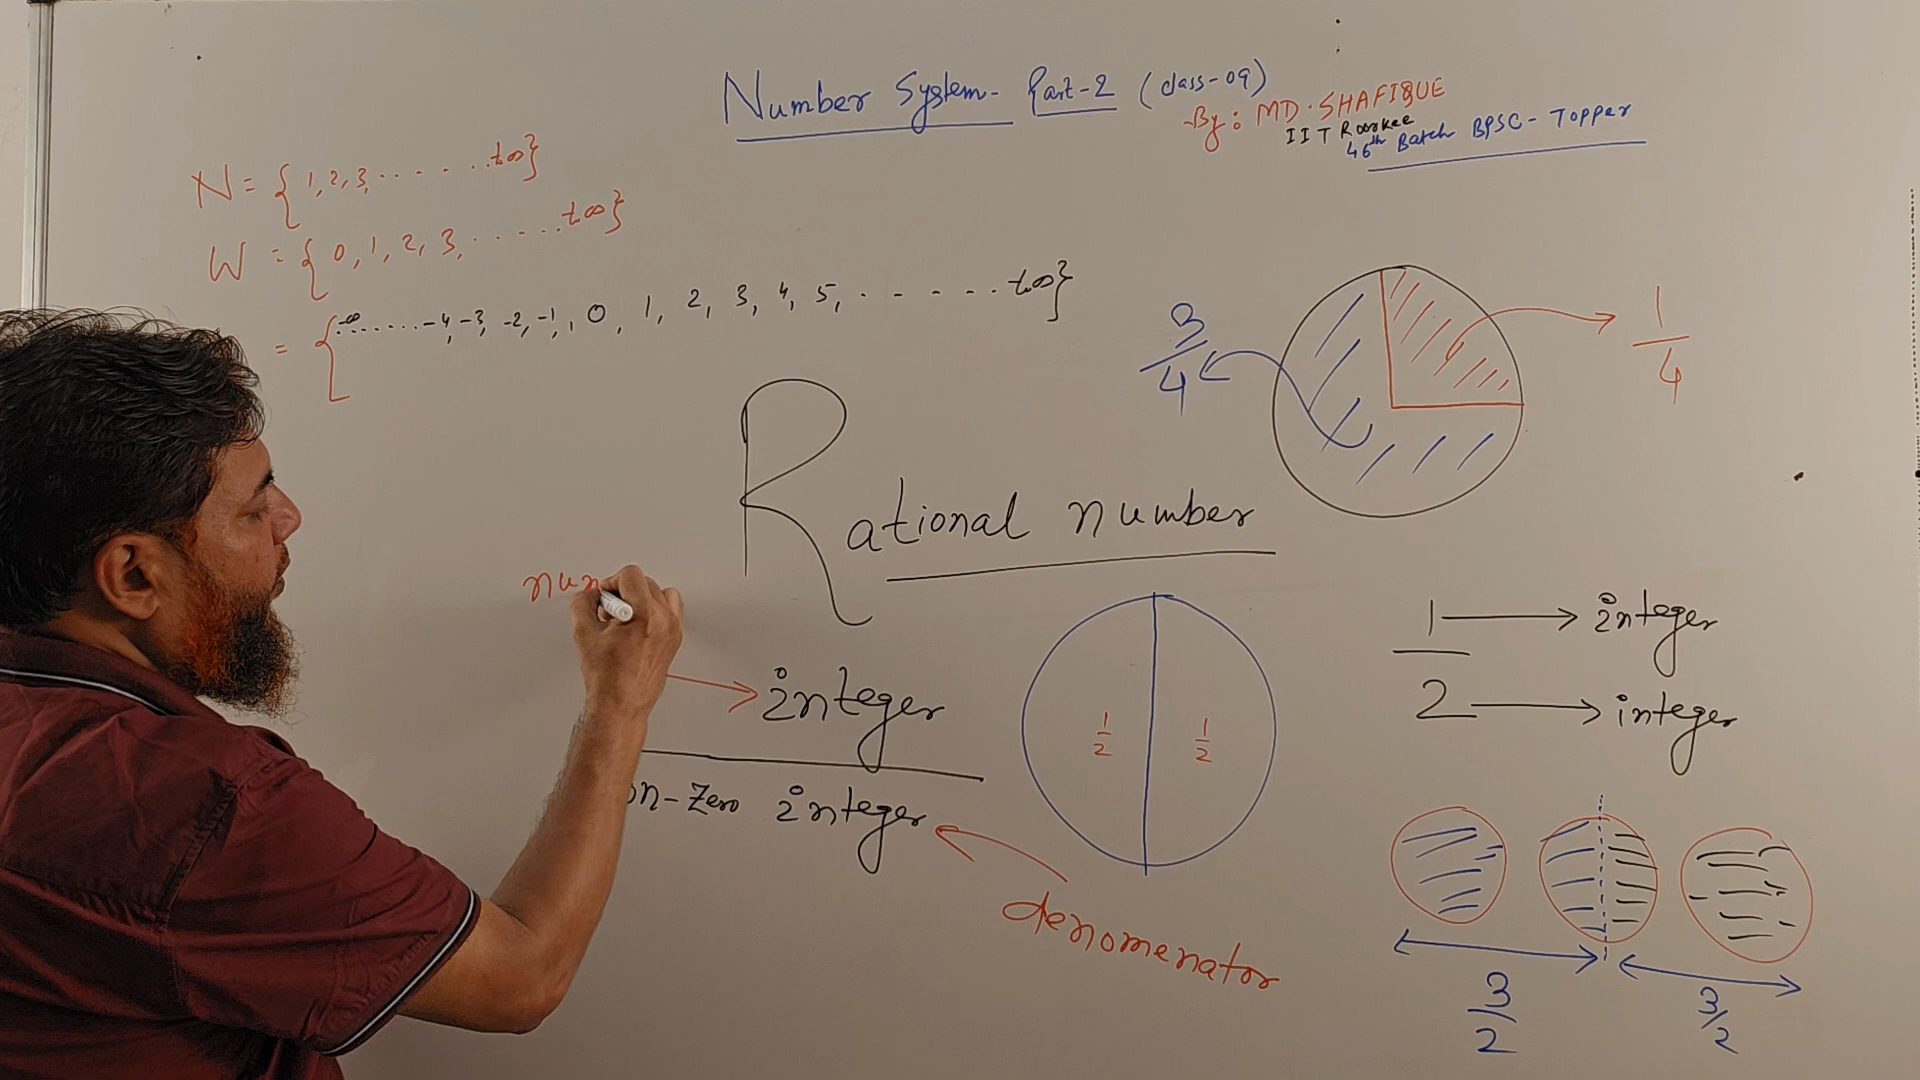 Number System - Part-2 (class-09)
-By: MD. SHAFIQUE
IIT Roorkee
46th Batch BPSC - Topper
N = { 1, 2, 3, . . . . . . to ∞ }
W = { 0, 1, 2, 3, . . . . . . to ∞ }
= { -∞ . . . . . . . -4, -3, -2, -1, , 0, 1, 2, 3, 4, 5, . . . . . . to ∞ }
3/4
1/4
Rational number
num
integer
on-zero integer
denomenator
1/2 1/2
1 → integer
2 → integer
3/2
3/2